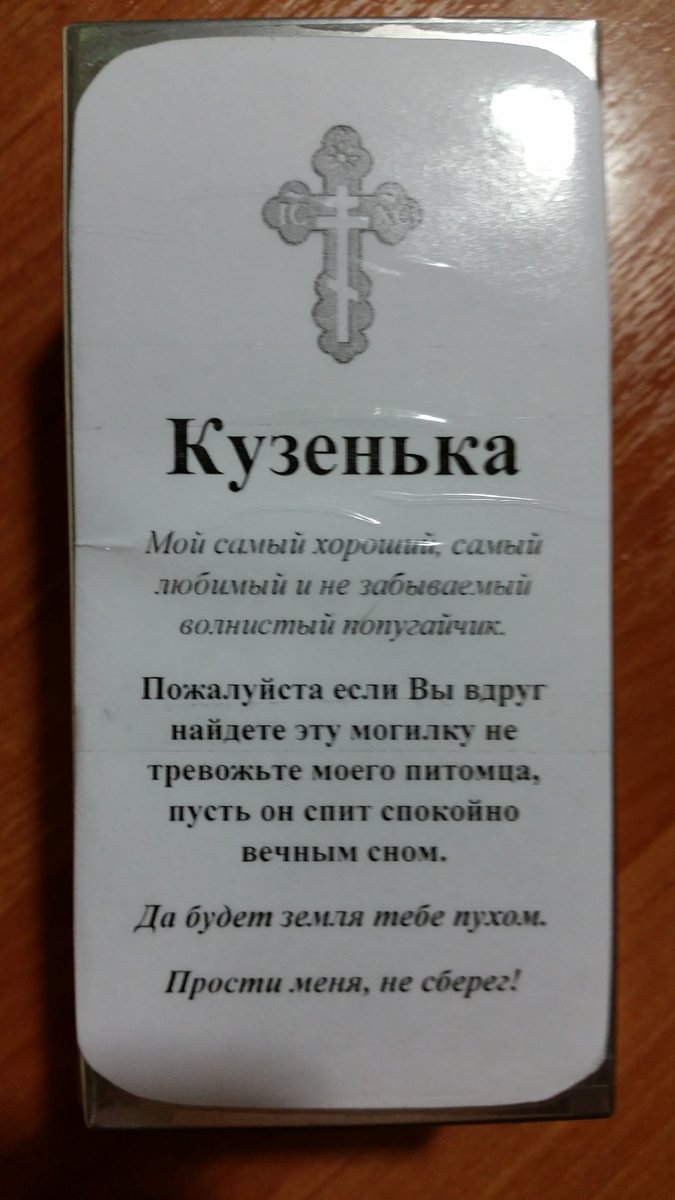 IC XC
Кузенька
Мой самый хороший, самый
любимый и не забываемый
волнистый попугайчик.
Пожалуйста если Вы вдруг
найдете эту могилку не
тревожьте моего питомца,
пусть он спит спокойно
вечным сном.
Да будет земля тебе пухом.
Прости меня, не сберег!